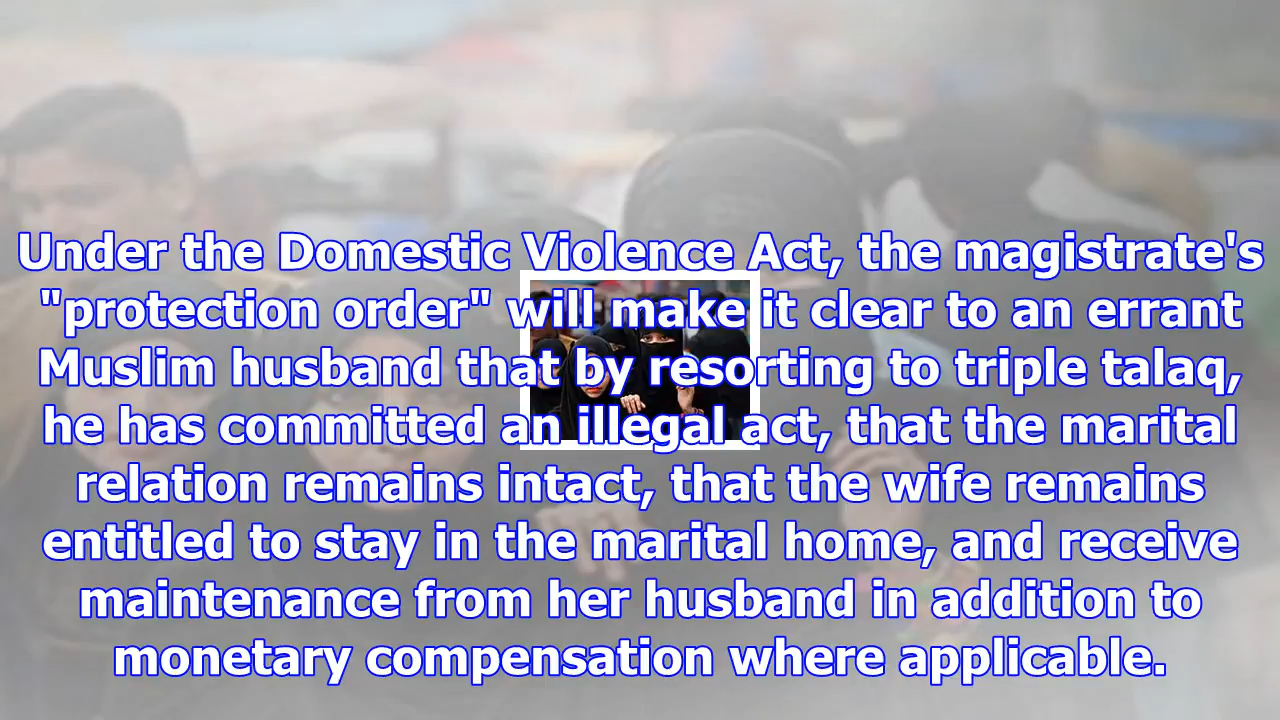 Under the Domestic Violence Act, the magistrate's
"protection order" will make it clear to an errant
Muslim husband that by resorting to triple talaq,
he has committed an illegal act, that the marital
relation remains intact, that the wife remains
entitled to stay in the marital home, and receive
maintenance from her husband in addition to
monetary compensation where applicable.